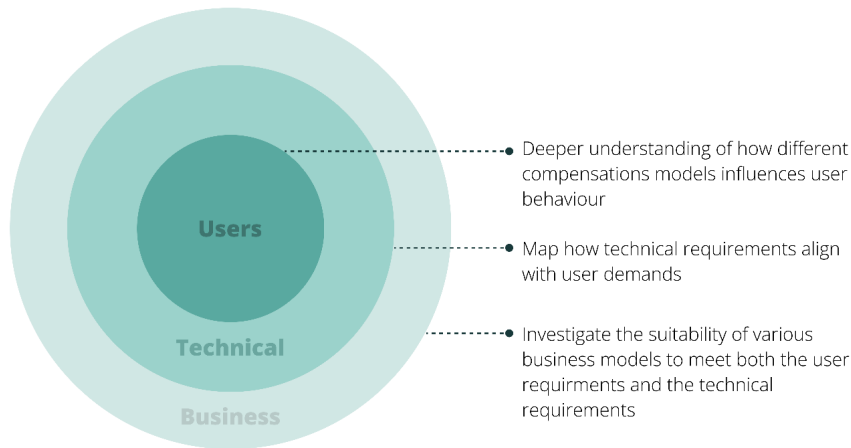 Users
Technical
Business
Deeper understanding of how different
compensations models influences user
behaviour
Map how technical requirements align
with user demands
Investigate the suitability of various
business models to meet both the user
requirments and the technical
requirements